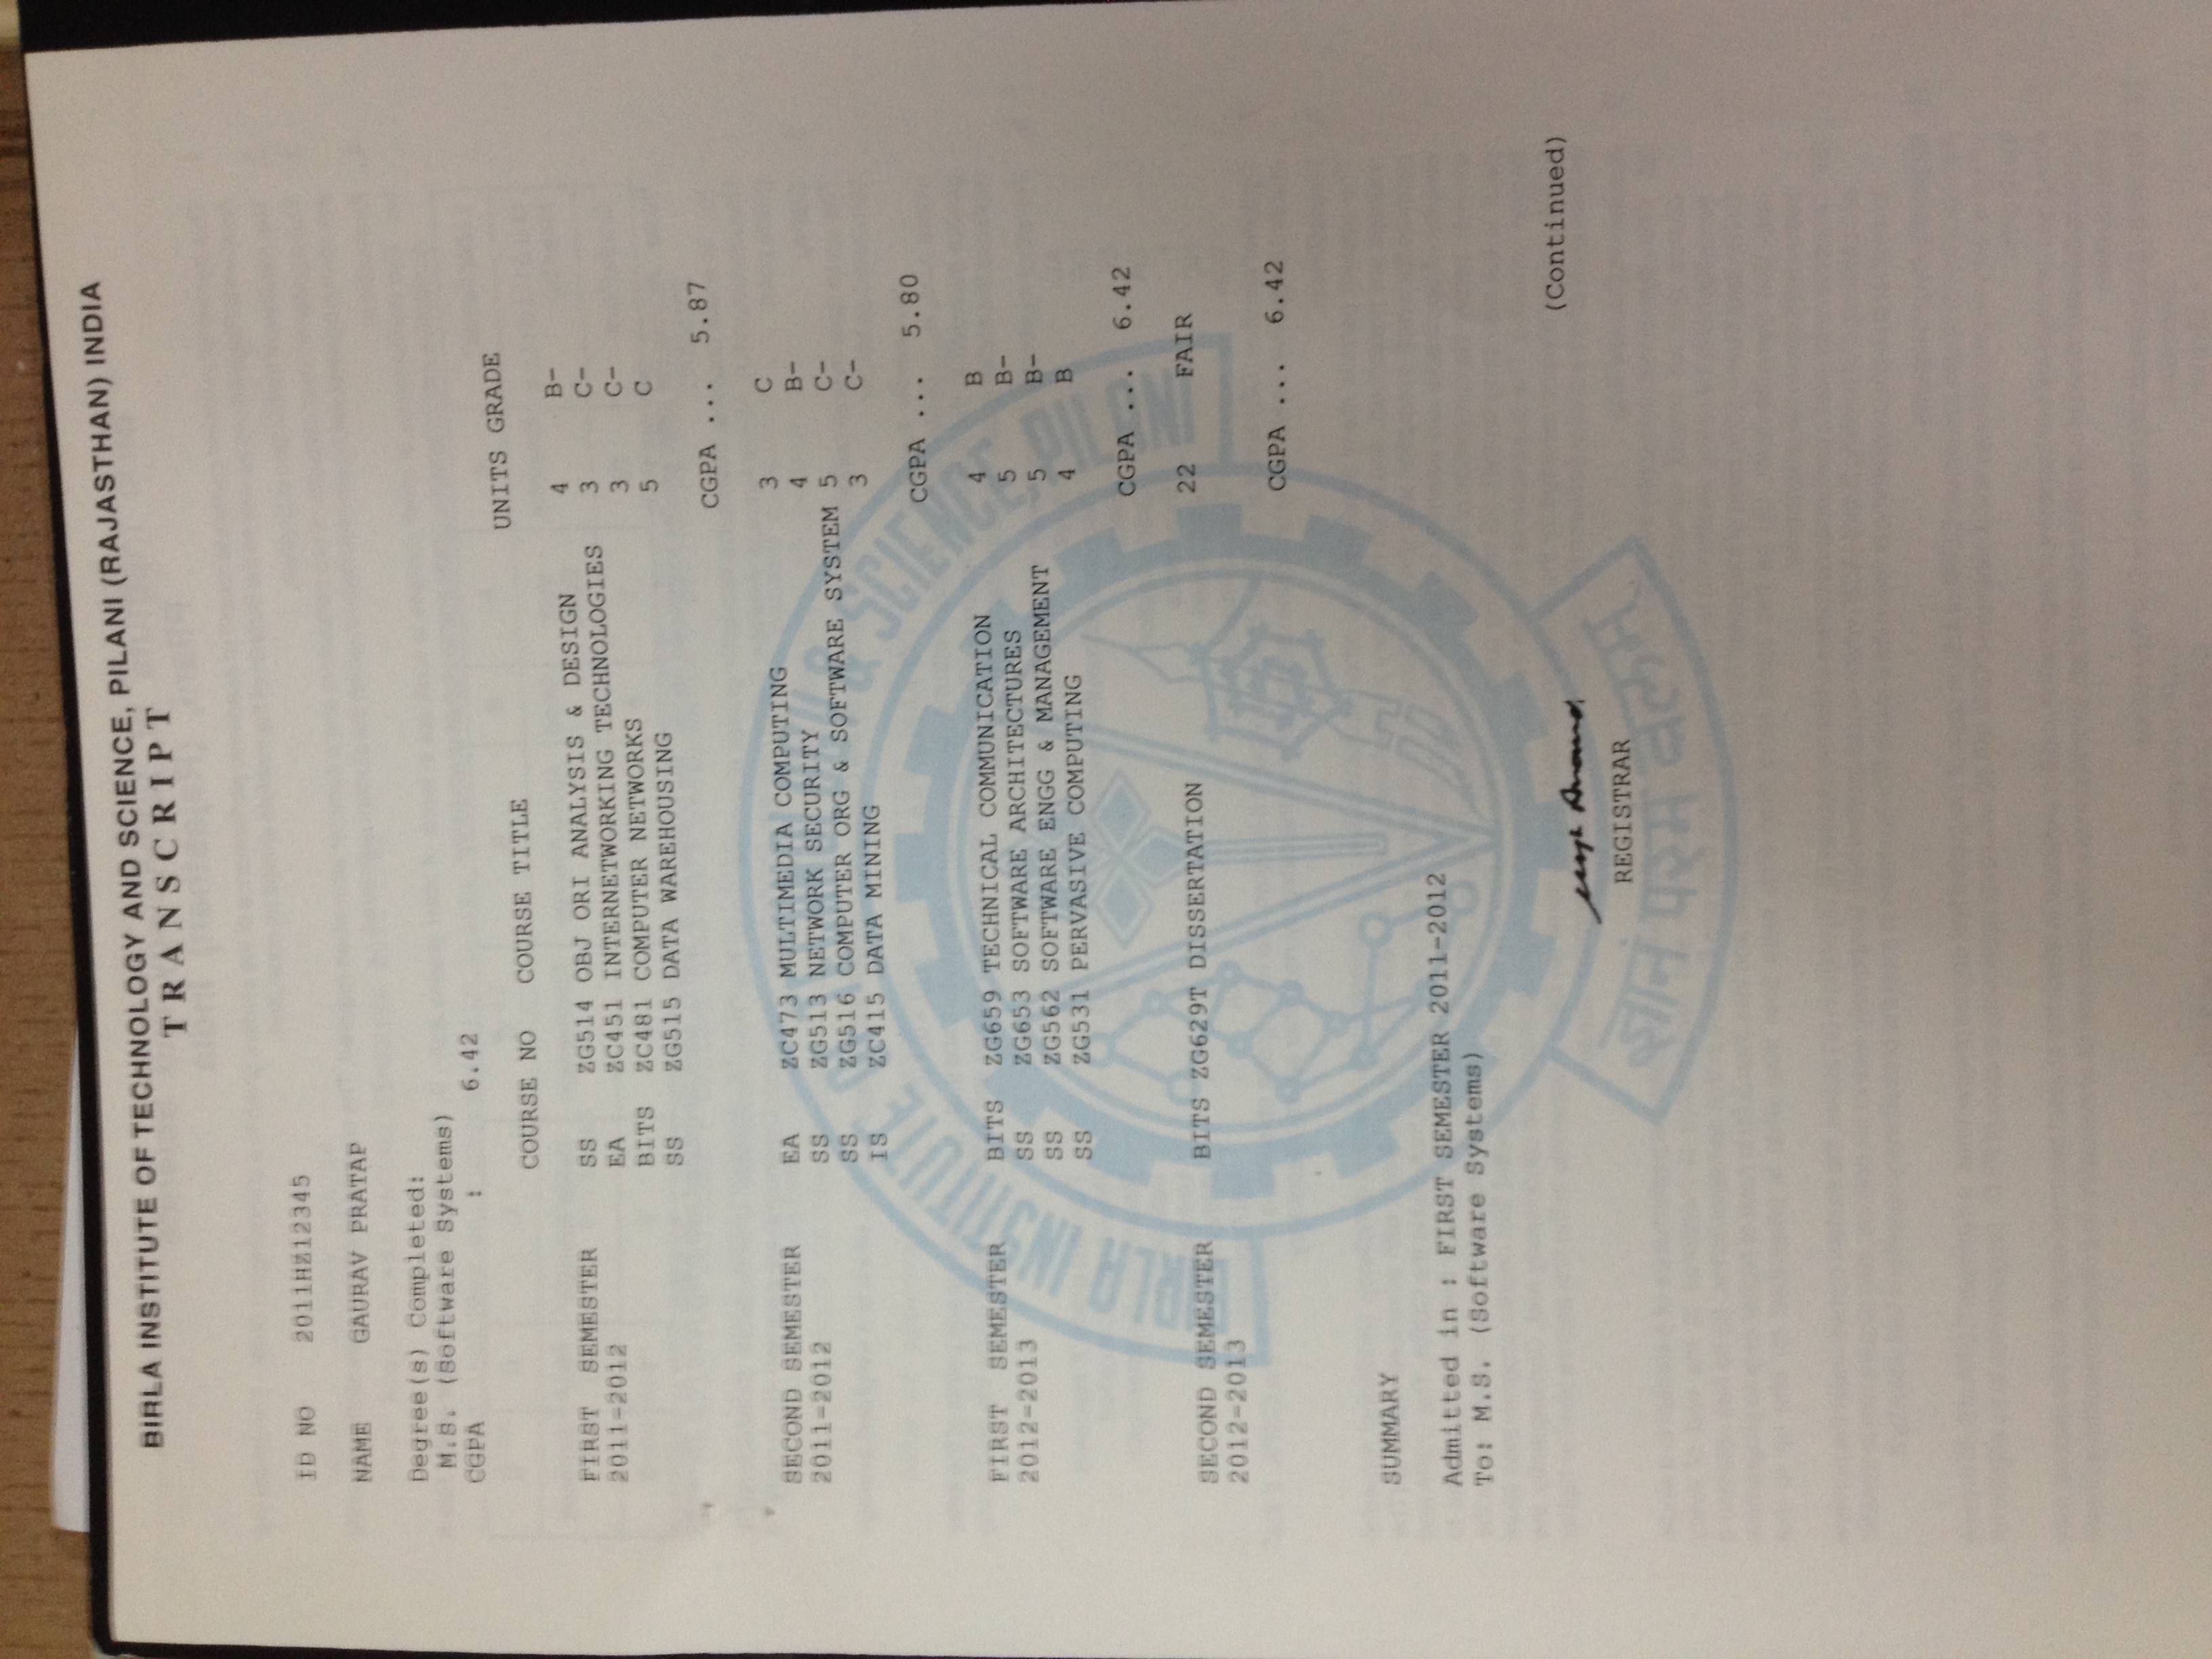 BIRLA INSTITUTE OF TECHNOLOGY AND SCIENCE, PILANI (RAJASTHAN) INDIA
TRANSCRIPT
ID NO 2011HZ12345
NAME GAURAV PRATAP
Degree(s) Completed:
M.S. (Software Systems)
CGPA : 6.42
COURSE NO COURSE TITLE UNITS GRADE
FIRST SEMESTER SS ZG514 OBJ ORI ANALYSIS & DESIGN 4 B-
2011-2012 EA ZC451 INTERNETWORKING TECHNOLOGIES 3 C-
BITS ZC481 COMPUTER NETWORKS 3 C-
SS ZG515 DATA WAREHOUSING 5 C
CGPA ... 5.87
SECOND SEMESTER EA ZC473 MULTIMEDIA COMPUTING 3 C
2011-2012 SS ZG513 NETWORK SECURITY 4 B-
SS ZG516 COMPUTER ORG & SOFTWARE SYSTEM 5 C-
IS ZC415 DATA MINING 3 C-
CGPA ... 5.80
FIRST SEMESTER BITS ZG659 TECHNICAL COMMUNICATION 4 B
2012-2013 SS ZG653 SOFTWARE ARCHITECTURES 5 B-
SS ZG562 SOFTWARE ENGG & MANAGEMENT 5 B-
SS ZG531 PERVASIVE COMPUTING 4 B
CGPA ... 6.42
SECOND SEMESTER BITS ZG629T DISSERTATION 22 FAIR
2012-2013
CGPA ... 6.42
SUMMARY
Admitted in : FIRST SEMESTER 2011-2012
To: M.S. (Software Systems)
(Continued)
REGISTRAR
ज्ञानं परमं बलम्